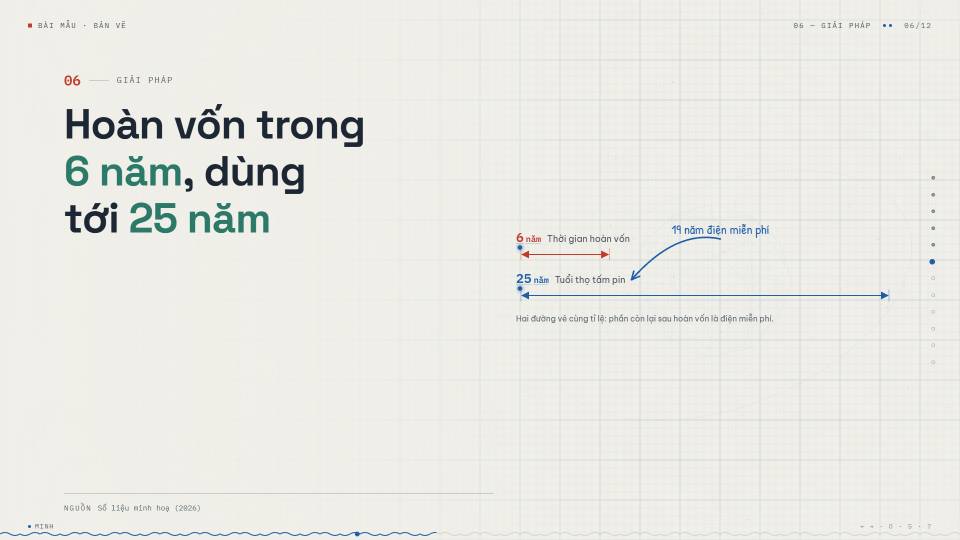 BÀI MẪU · BẢN VẼ
06 — GIẢI PHÁP
06/12
06 GIẢI PHÁP
Hoàn vốn trong
6 năm, dùng
tới 25 năm
19 năm điện miễn phí
6 năm Thời gian hoàn vốn
25 năm Tuổi thọ tấm pin
Hai đường vẽ cùng tỉ lệ: phần còn lại sau hoàn vốn là điện miễn phí.
NGUỒN Số liệu minh hoạ (2026)
MINH